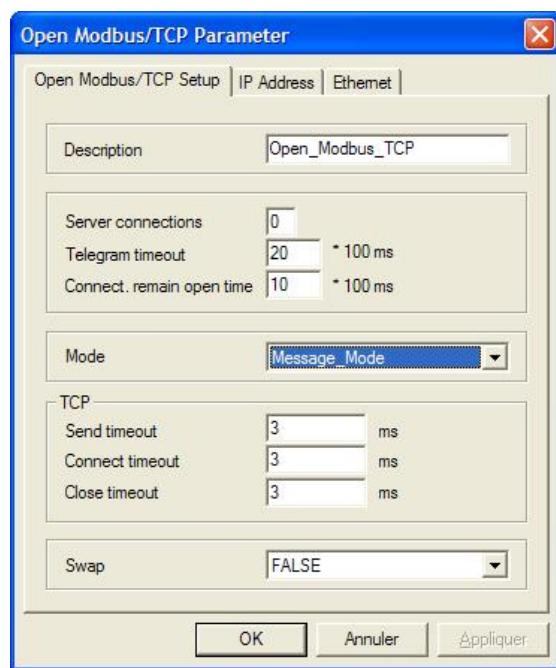 Open Modbus/TCP Parameter
Open Modbus/TCP Setup IP Address Ethernet
Description Open_Modbus_TCP
Server connections 0
Telegram timeout 20 * 100 ms
Connect. remain open time 10 * 100 ms
Mode Message_Mode
TCP
Send timeout 3 ms
Connect timeout 3 ms
Close timeout 3 ms
Swap FALSE
OK Annuler Appliquer